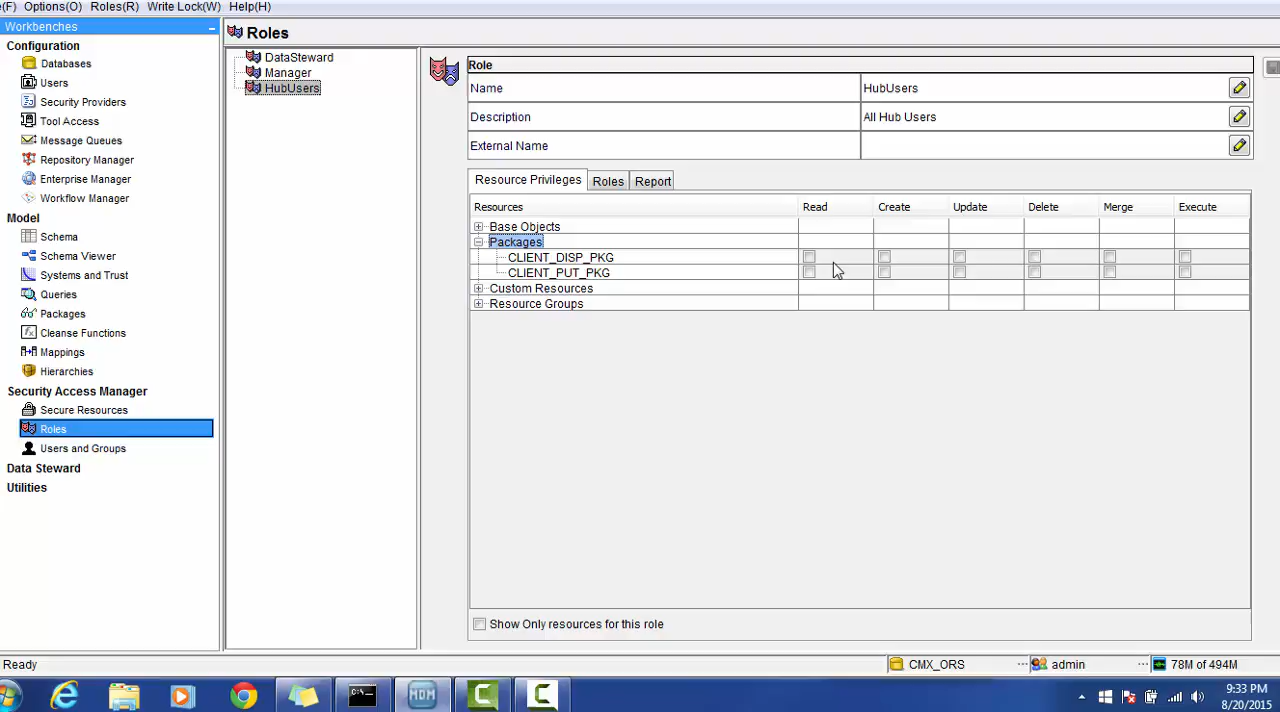 (F) Options(O) Roles(R) Write Lock(W) Help(H)
Workbenches
Configuration
Databases
Users
Security Providers
Tool Access
Message Queues
Repository Manager
Enterprise Manager
Workflow Manager
Model
Schema
Schema Viewer
Systems and Trust
Queries
Packages
Cleanse Functions
Mappings
Hierarchies
Security Access Manager
Secure Resources
Roles
Users and Groups
Data Steward
Utilities
Roles
DataSteward
Manager
HubUsers
Role
Name HubUsers
Description All Hub Users
External Name
Resource Privileges Roles Report
Resources Read Create Update Delete Merge Execute
Base Objects
Packages
CLIENT_DISP_PKG
CLIENT_PUT_PKG
Custom Resources
Resource Groups
Show Only resources for this role
Ready CMX_ORS ... admin ... 78M of 494M
C:\_ MDM C C
9:33 PM
8/20/2015